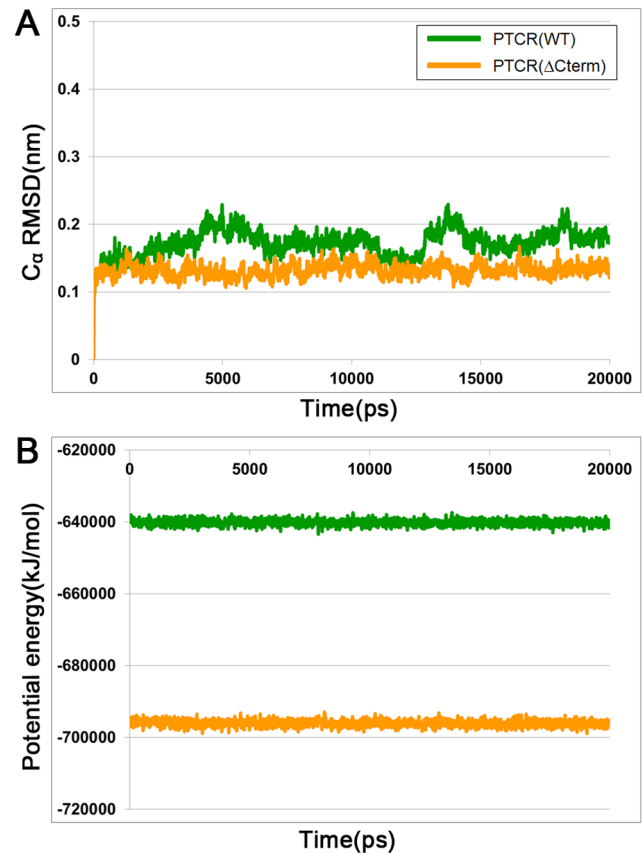 A
0.5
PTCR(WT)
PTCR(ΔCterm)
0.4
0.3
0.2
0.1
0
Cα RMSD(nm)
0 5000 10000 15000 20000
Time(ps)
B
-620000
0 5000 10000 15000 20000
-640000
-660000
-680000
-700000
-720000
Potential energy(kJ/mol)
Time(ps)